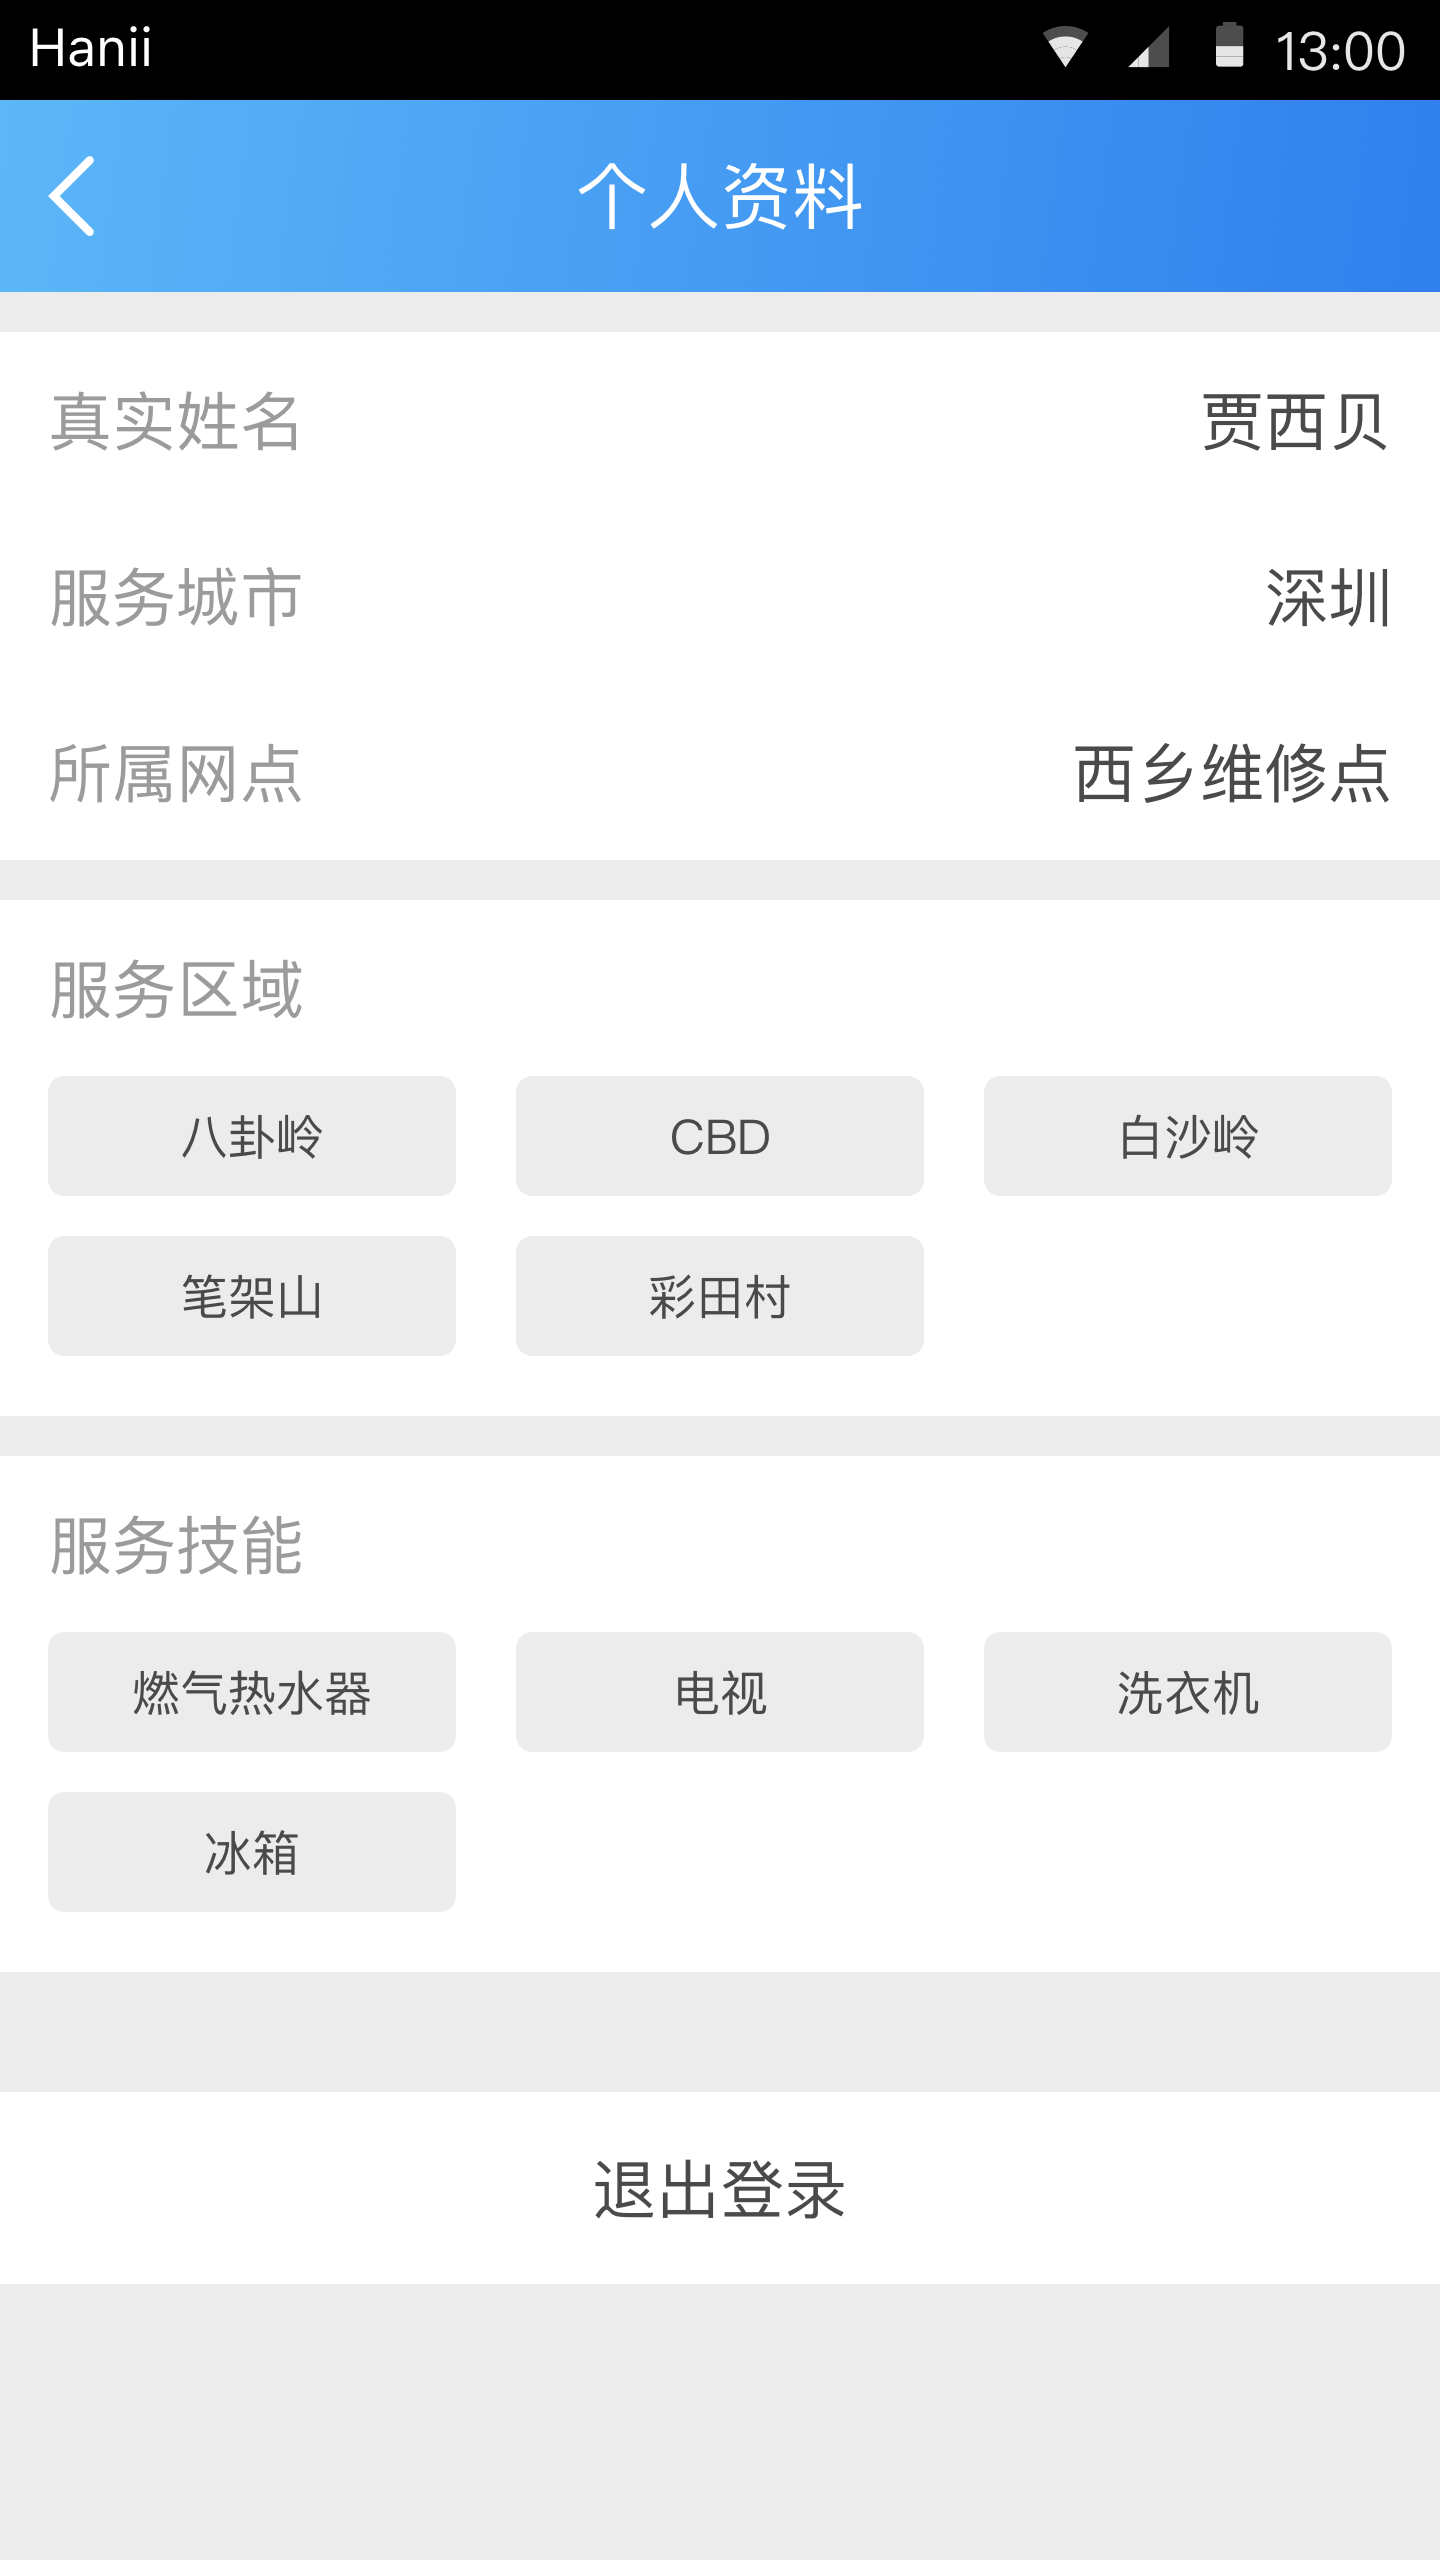 Hanii 13:00
个人资料
真实姓名 贾西贝
服务城市 深圳
所属网点 西乡维修点
服务区域
八卦岭 CBD 白沙岭
笔架山 彩田村
服务技能
燃气热水器 电视 洗衣机
冰箱
退出登录